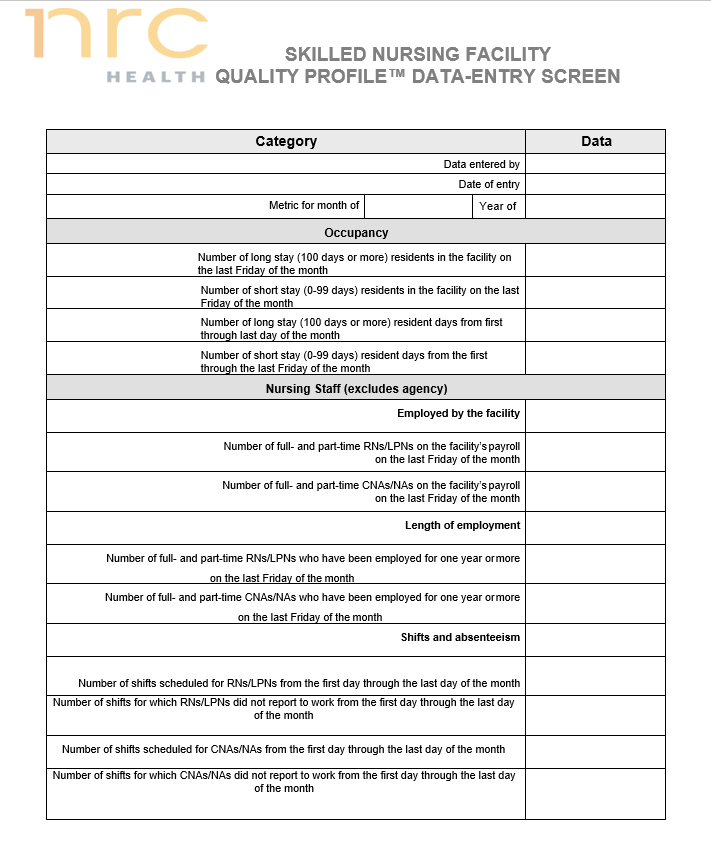 nrc
HEALTH
SKILLED NURSING FACILITY
QUALITY PROFILE™ DATA-ENTRY SCREEN
Category Data
Data entered by
Date of entry
Metric for month of Year of
Occupancy
Number of long stay (100 days or more) residents in the facility on
the last Friday of the month
Number of short stay (0-99 days) residents in the facility on the last
Friday of the month
Number of long stay (100 days or more) resident days from first
through last day of the month
Number of short stay (0-99 days) resident days from the first
through the last Friday of the month
Nursing Staff (excludes agency)
Employed by the facility
Number of full- and part-time RNs/LPNs on the facility's payroll
on the last Friday of the month
Number of full- and part-time CNAs/NAs on the facility's payroll
on the last Friday of the month
Length of employment
Number of full- and part-time RNs/LPNs who have been employed for one year or more
on the last Friday of the month
Number of full- and part-time CNAs/NAs who have been employed for one year or more
on the last Friday of the month
Shifts and absenteeism
Number of shifts scheduled for RNs/LPNs from the first day through the last day of the month
Number of shifts for which RNs/LPNs did not report to work from the first day through the last day
of the month
Number of shifts scheduled for CNAs/NAs from the first day through the last day of the month
Number of shifts for which CNAs/NAs did not report to work from the first day through the last day
of the month